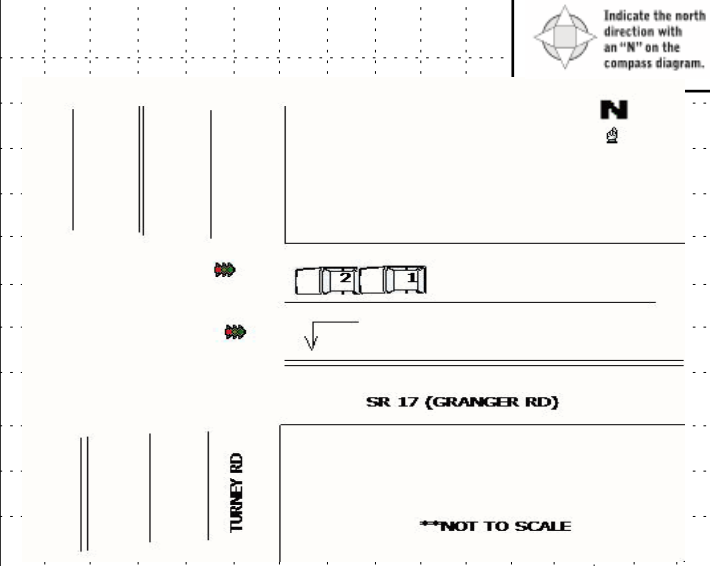 Indicate the north
direction with
an "N" on the
compass diagram.
N
2 1
SR 17 (GRANGER RD)
TURNEY RD
**NOT TO SCALE